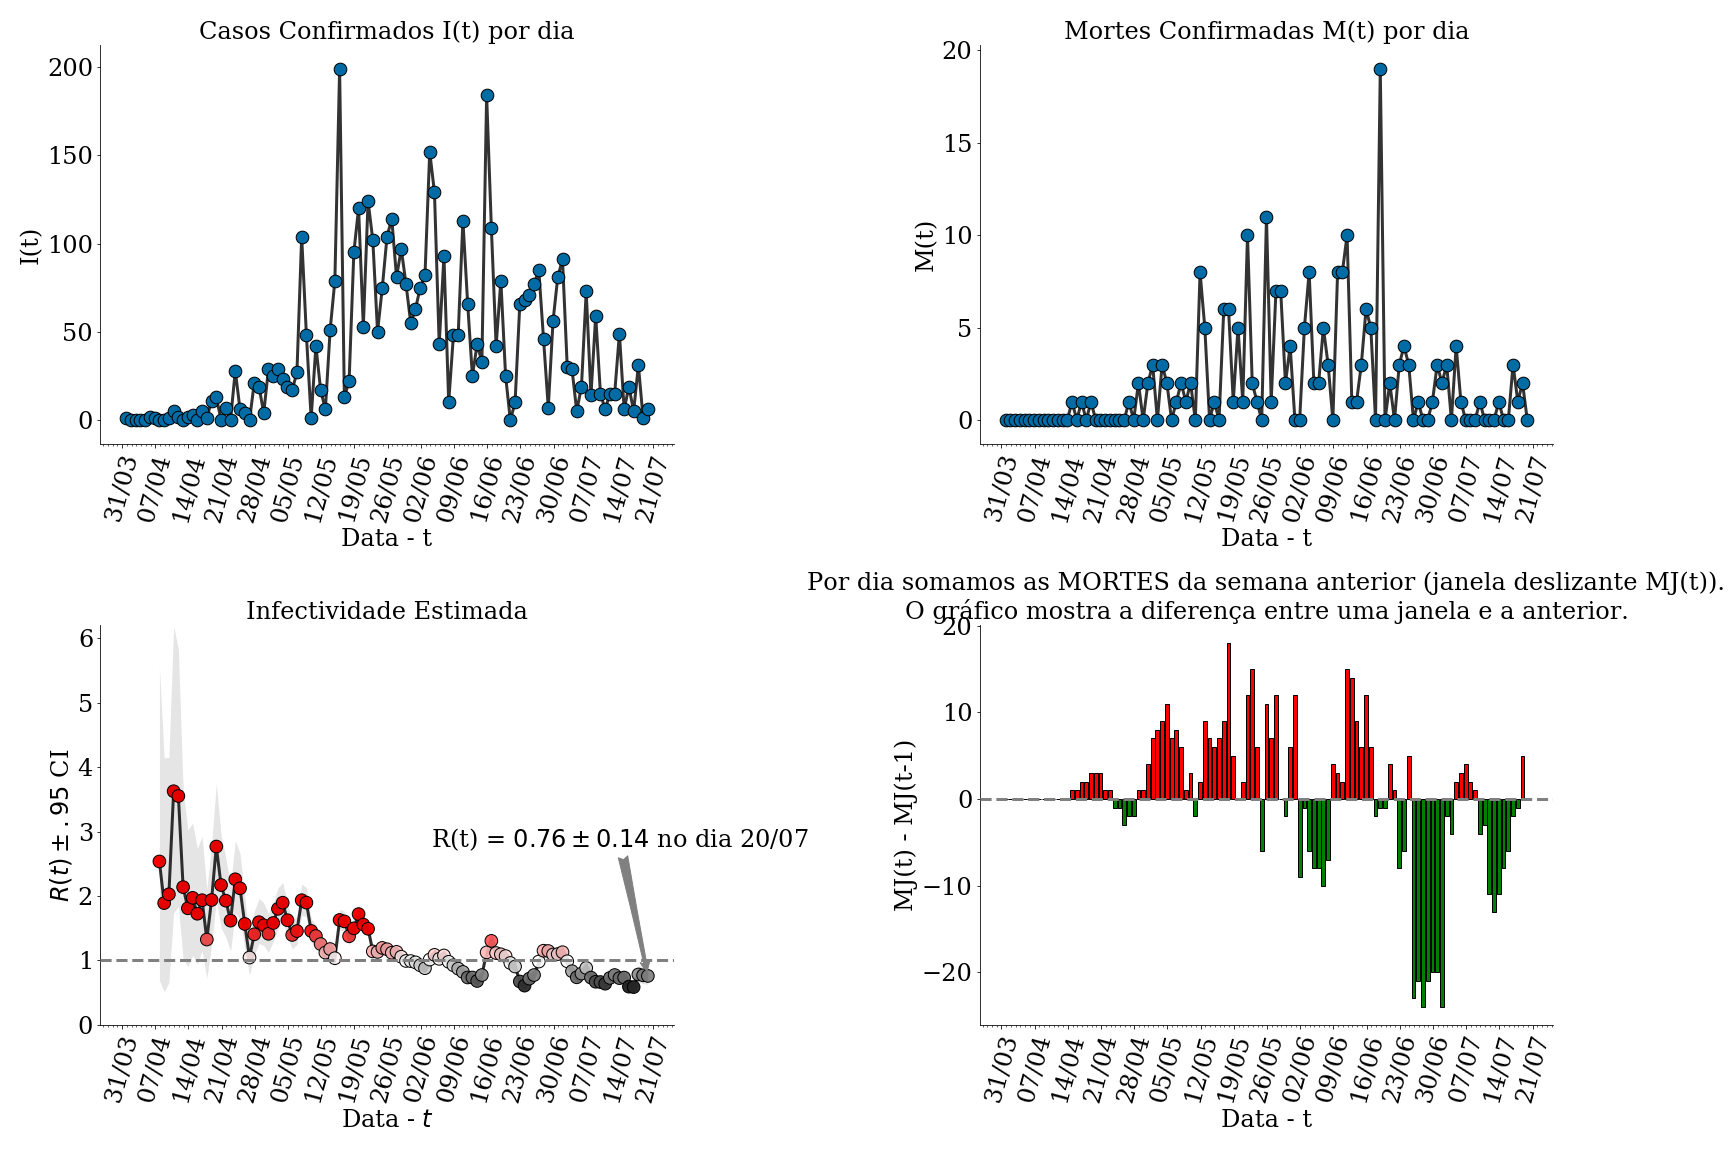 Casos Confirmados I(t) por dia
200
150
100
50
0
I(t)
31/03 07/04 14/04 21/04 28/04 05/05 12/05 19/05 26/05 02/06 09/06 16/06 23/06 30/06 07/07 14/07 21/07
Data - t
Mortes Confirmadas M(t) por dia
20
15
10
5
0
M(t)
31/03 07/04 14/04 21/04 28/04 05/05 12/05 19/05 26/05 02/06 09/06 16/06 23/06 30/06 07/07 14/07 21/07
Data - t
Infectividade Estimada
6
5
4
3
2
1
0
R(t) ± .95 CI
R(t) = 0.76 ± 0.14 no dia 20/07
31/03 07/04 14/04 21/04 28/04 05/05 12/05 19/05 26/05 02/06 09/06 16/06 23/06 30/06 07/07 14/07 21/07
Data - t
Por dia somamos as MORTES da semana anterior (janela deslizante MJ(t)).
O gráfico mostra a diferença entre uma janela e a anterior.
20
10
0
−10
−20
MJ(t) - MJ(t-1)
31/03 07/04 14/04 21/04 28/04 05/05 12/05 19/05 26/05 02/06 09/06 16/06 23/06 30/06 07/07 14/07 21/07
Data - t